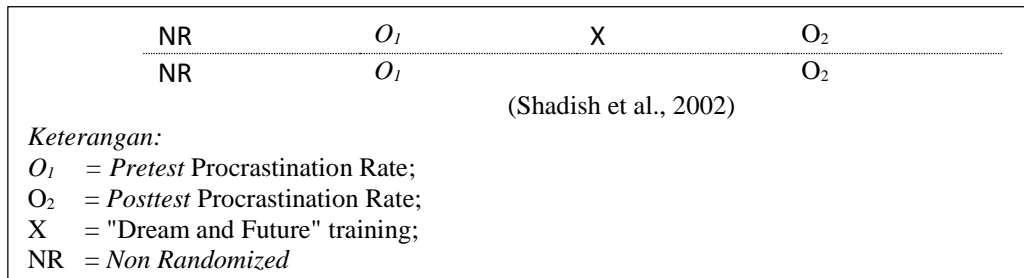 NR O₁ X O₂
NR O₁ O₂
(Shadish et al., 2002)
Keterangan:
O₁ = Pretest Procrastination Rate;
O₂ = Posttest Procrastination Rate;
X = "Dream and Future" training;
NR = Non Randomized